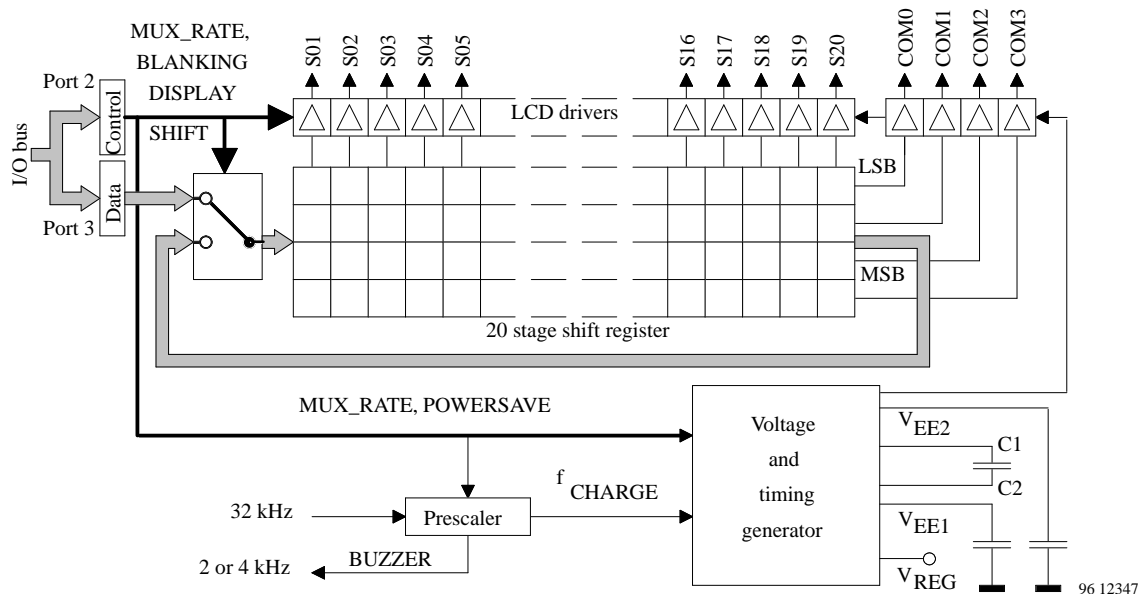 MUX_RATE,
BLANKING
DISPLAY
SHIFT
Port 2
Control
I/O bus
Data
Port 3
S01
S02
S03
S04
S05
S16
S17
S18
S19
S20
COM0
COM1
COM2
COM3
LCD drivers
LSB
MSB
20 stage shift register
MUX_RATE, POWERSAVE
Voltage
and
timing
generator
VEE2
C1
C2
VEE1
VREG
f CHARGE
32 kHz
Prescaler
BUZZER
2 or 4 kHz
96 12347